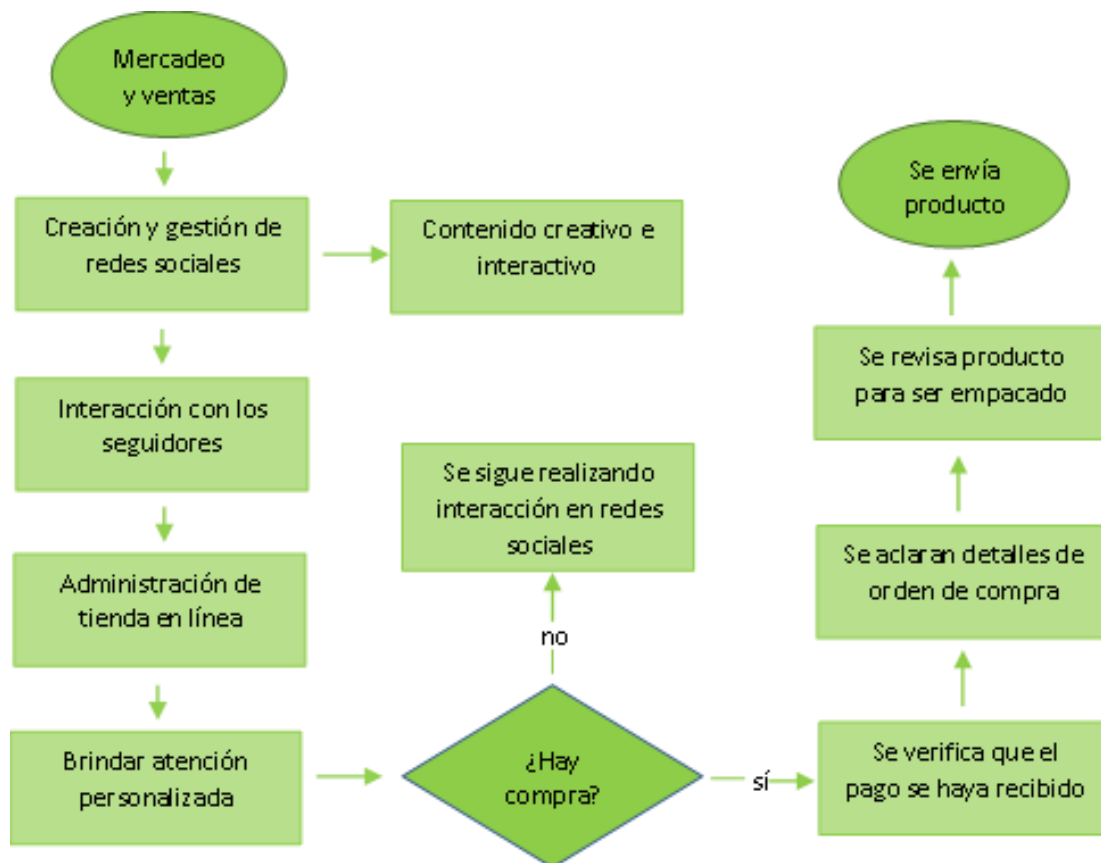 Mercadeo
y ventas
Creación y gestión de
redes sociales
Contenido creativo e
interactivo
Interacción con los
seguidores
Administración de
tienda en línea
Brindar atención
personalizada
¿Hay
compra?
no
Se sigue realizando
interacción en redes
sociales
sí
Se verifica que el
pago se haya recibido
Se aclaran detalles de
orden de compra
Se revisa producto
para ser empacado
Se envía
producto